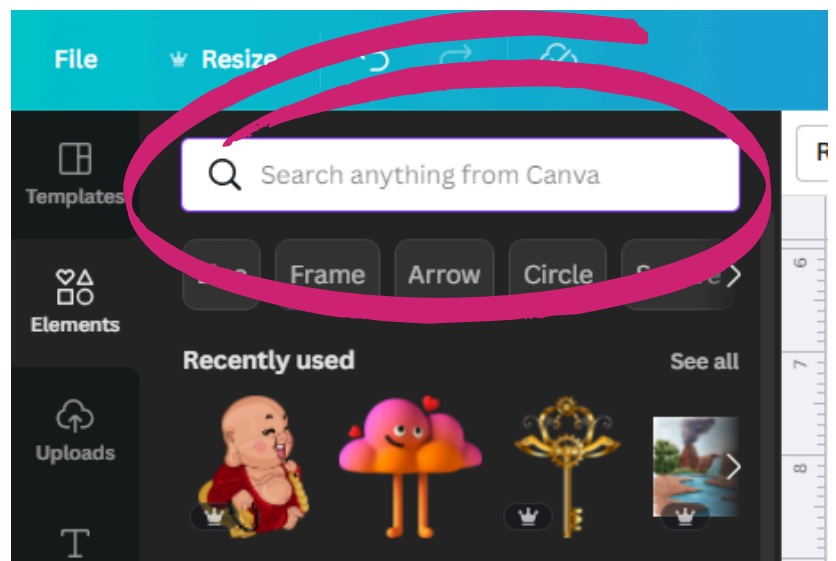 File Resize
R
Search anything from Canva
Templates
Frame Arrow Circle
Elements
6
Recently used See all
7
Uploads
8
T